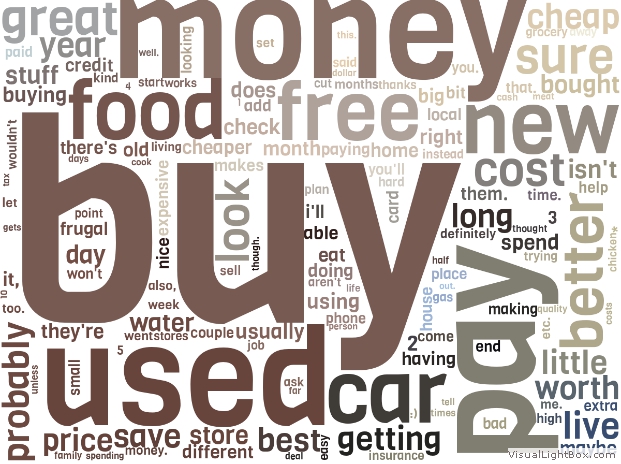 great
money
cheap
grocery away
paid
year
well.
looking
set
this.
sure
stuff
credit
kind
said
dollar
you.
buying
4
startworks
cut monthsthanks
big bit
that.
bought
cash
meat
food
does
1 add
free
local
new
wouldn't
there's
old
living
cheaper
check
month paying home
right
instead
days
cook
makes
you'll
hard
cost
isn't
help
tax
let
gets
buy
point
frugal
day
won't
used
expensive
nice
look
sell
though.
plan
i'll
able
card
them.
time.
long
3
thought
definitely
spend
trying
better
chicken*
costs
eat
doing
aren't
life
using
phone
person
half
place
out.
gas
house
pay
making
quality
etc.
it,
10
too.
also,
week
water
wentstores
couple usually
job
they're
probably
unless
small
5
used
ask
far
car
2
come
having
end
little
worth
me.
high
extra
live
maybe
bad
tell
times
:)
price
save
store
best
deal
easy
getting
insurance
family spending
money.
different
VisualLightBox.com